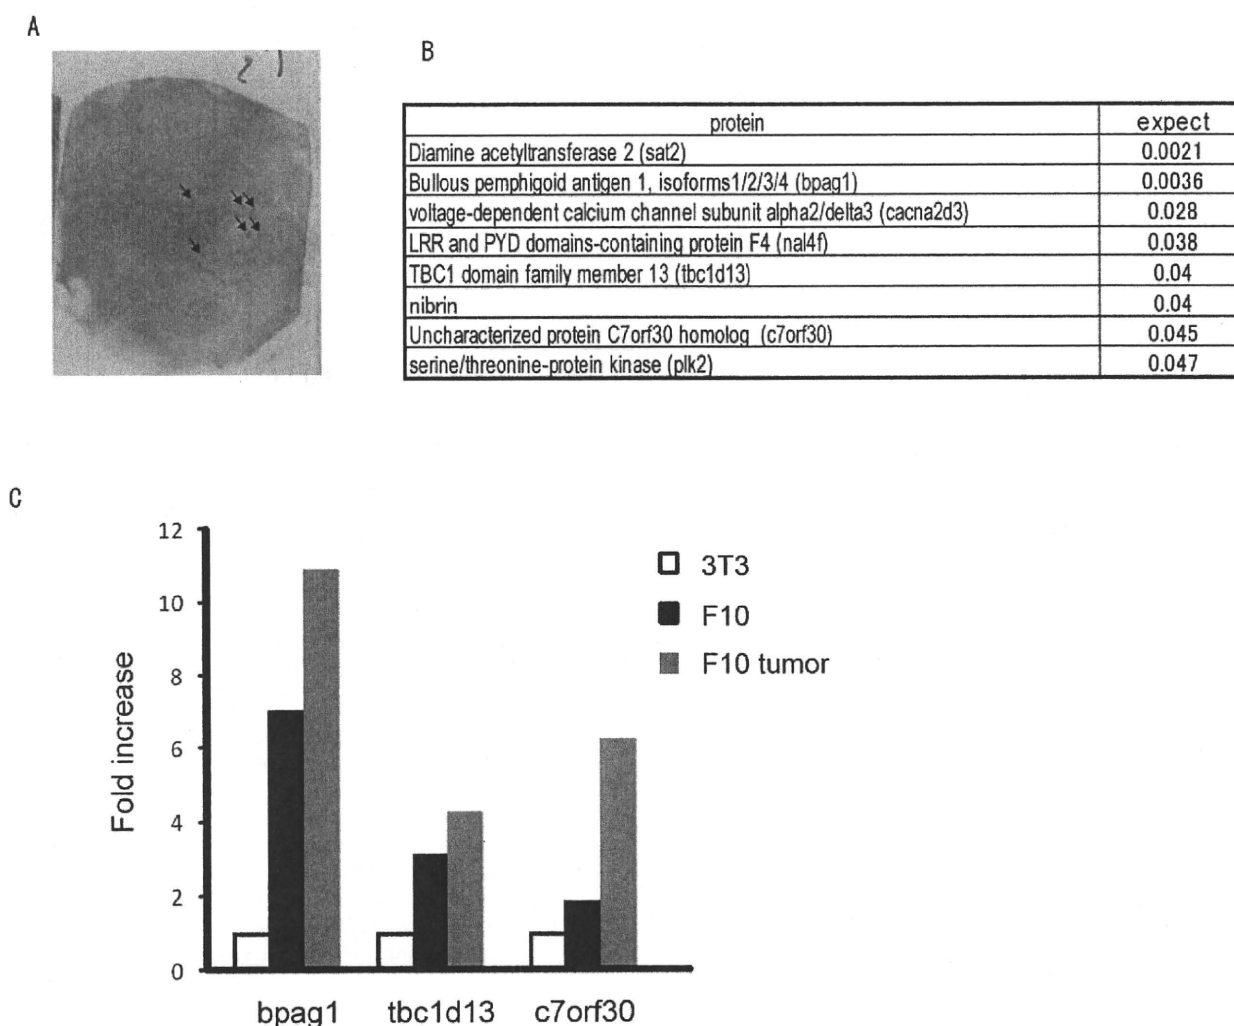 A
B
protein expect
Diamine acetyltransferase 2 (sat2) 0.0021
Bullous pemphigoid antigen 1, isoforms1/2/3/4 (bpag1) 0.0036
voltage-dependent calcium channel subunit alpha2/delta3 (cacna2d3) 0.028
LRR and PYD domains-containing protein F4 (nal4f) 0.038
TBC1 domain family member 13 (tbc1d13) 0.04
nibrin 0.04
Uncharacterized protein C7orf30 homolog (c7orf30) 0.045
serine/threonine-protein kinase (plk2) 0.047
C
Fold increase
12
10
8
6
4
2
0
3T3
F10
F10 tumor
bpag1 tbc1d13 c7orf30